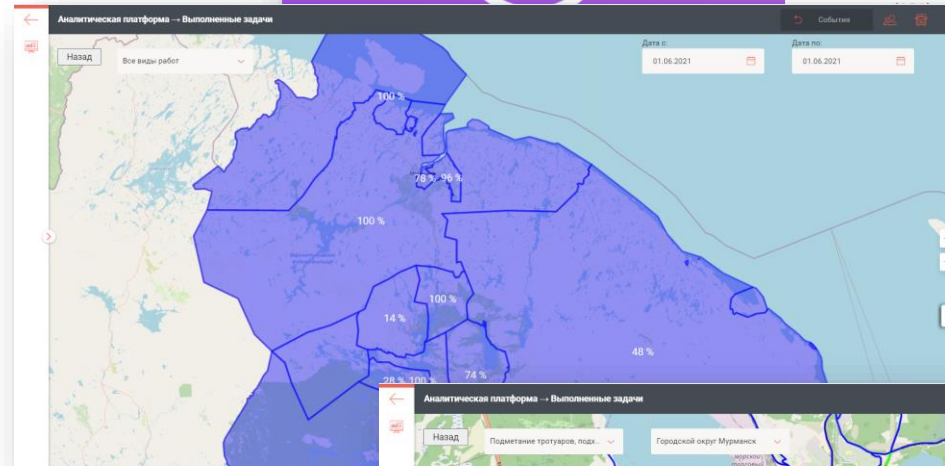 Аналитическая платформа → Выполненные задачи
События
Назад
Все виды работ
Дата с:
01.06.2021
Дата по:
01.06.2021
100 %
78 % 96 %
100 %
100 %
14 %
48 %
28 % 100
74 %
Аналитическая платформа → Выполненные задачи
Назад
Подметание тротуаров, подх...
Городской округ Мурманск